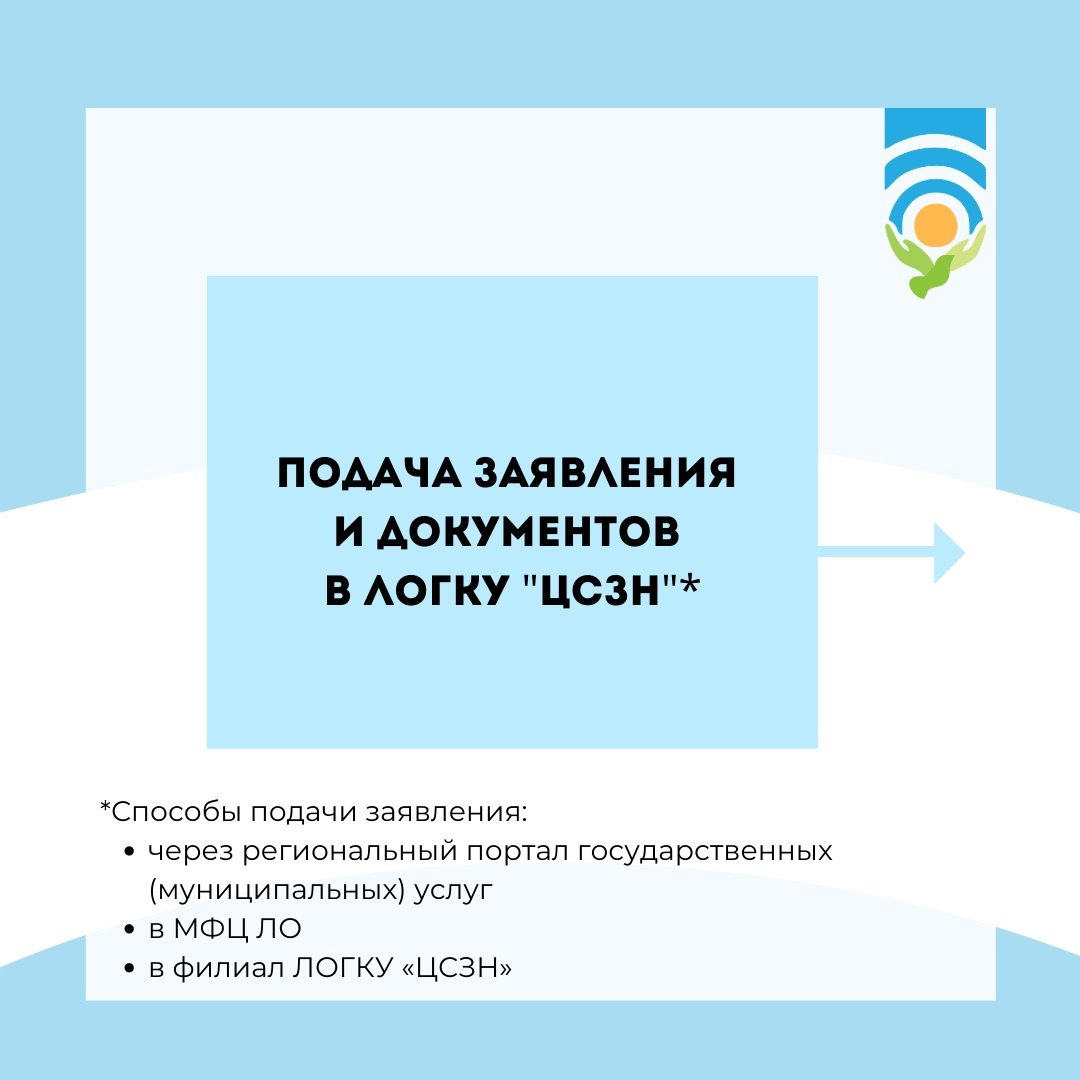 ПОДАЧА ЗАЯВЛЕНИЯ
И ДОКУМЕНТОВ
В ЛОГКУ "ЦСЗН"*
*Способы подачи заявления:
• через региональный портал государственных
(муниципальных) услуг
• в МФЦ ЛО
• в филиал ЛОГКУ «ЦСЗН»